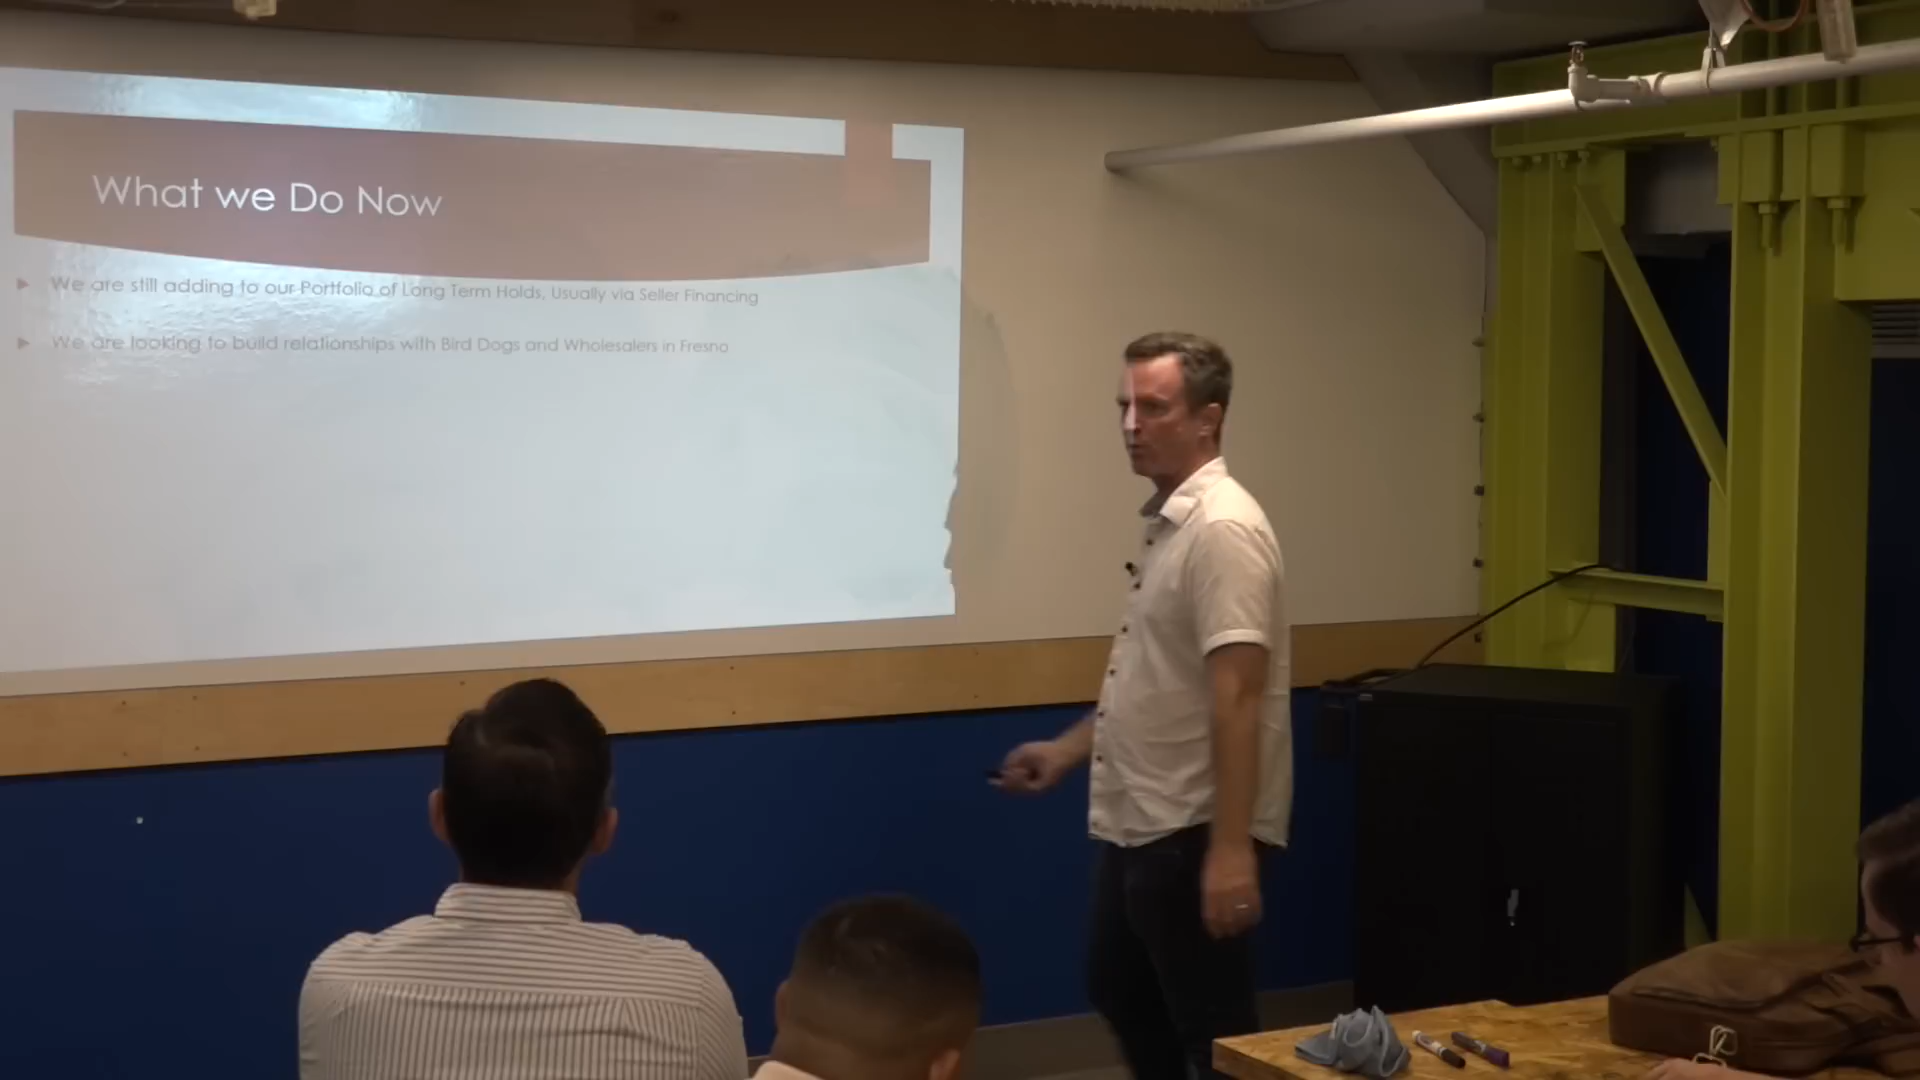 What we Do Now
We are still adding to our Portfolio of Long Term Holds, Usually via Seller Financing
We are looking to build relationships with Bird Dogs and Wholesalers in Fresno